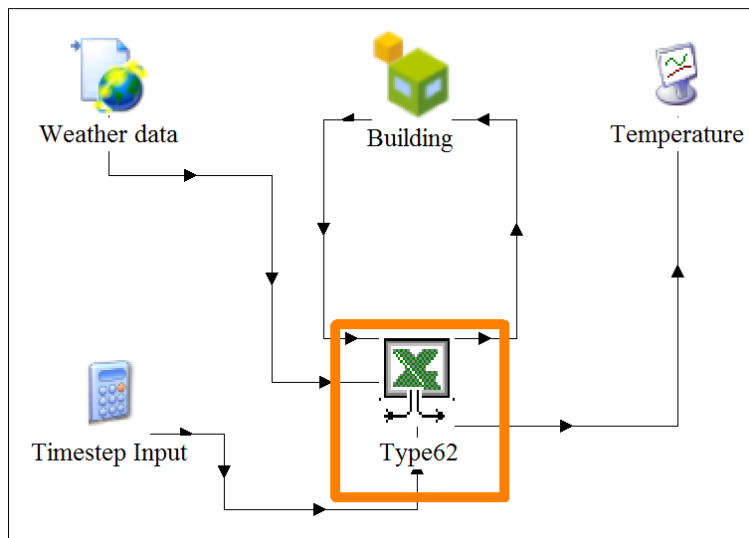 Weather data
Building
Temperature
Timestep Input
Type62